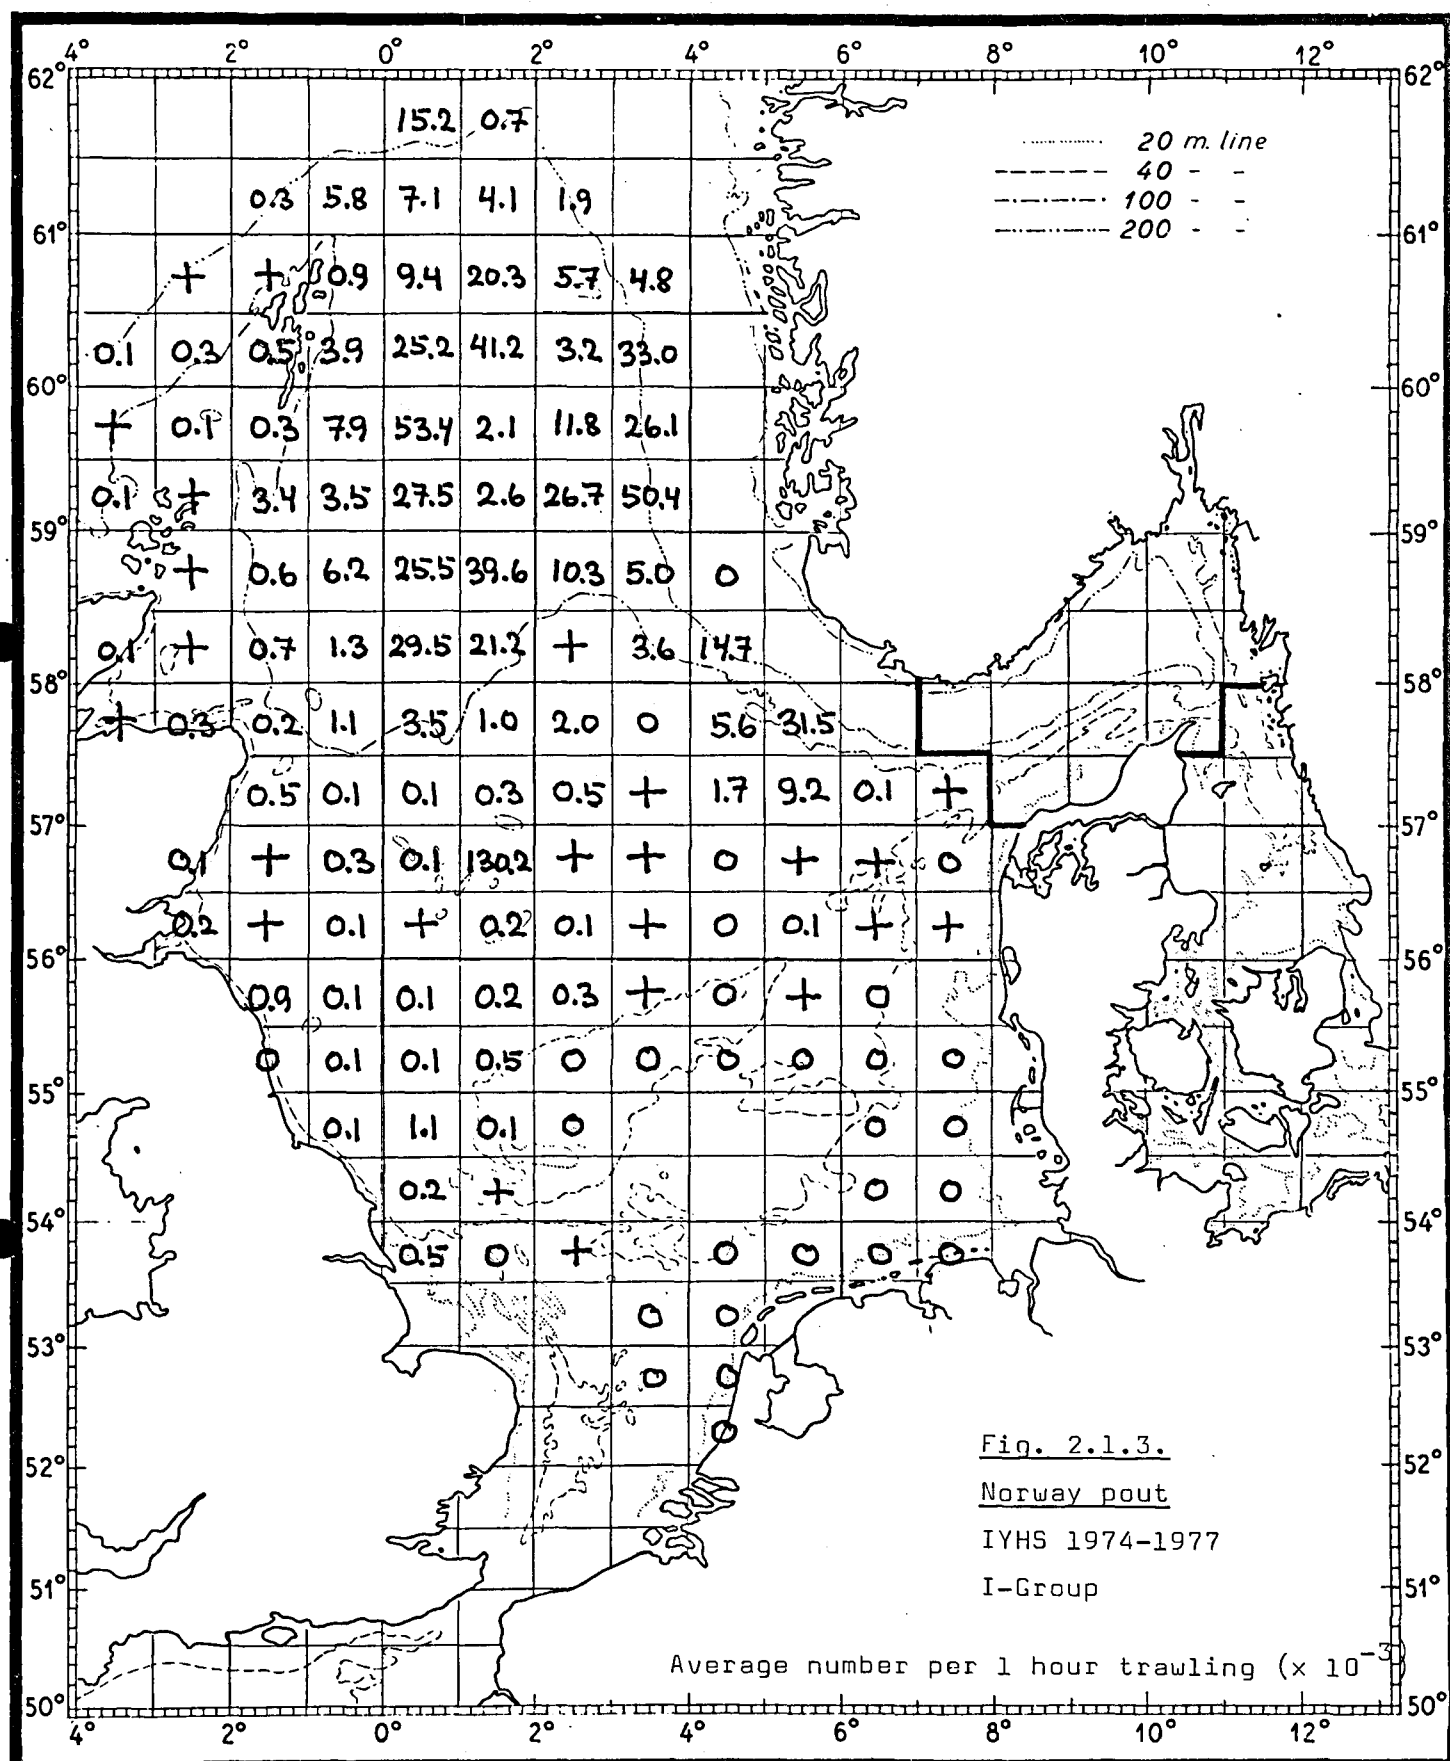 4° 2° 0° 2° 4° 6° 8° 10° 12°
62° 62°
15.2 0.7
20 m. line
40 - -
100 - -
200 - -
0.3 5.8 7.1 4.1 1.9
61° 61°
+ + 0.9 9.4 20.3 5.7 4.8
0.1 0.3 0.5 3.9 25.2 41.2 3.2 33.0
60° 60°
+ 0.1 0.3 7.9 53.4 2.1 11.8 26.1
0.1 + 3.4 3.5 27.5 2.6 26.7 50.4
59° 59°
+ 0.6 6.2 25.5 39.6 10.3 5.0 0
0.1 + 0.7 1.3 29.5 21.2 + 3.6 14.7
58° 58°
+ 0.3 0.2 1.1 3.5 1.0 2.0 0 5.6 31.5
0.5 0.1 0.1 0.3 0.5 + 1.7 9.2 0.1 +
57° 57°
0.1 + 0.3 0.1 130.2 + + 0 + + 0
0.2 + 0.1 + 0.2 0.1 + 0 0.1 + +
56° 56°
0.9 0.1 0.1 0.2 0.3 + 0 + 0
0 0.1 0.1 0.5 0 0 0 0 0 0
55° 55°
0.1 1.1 0.1 0 0 0
0.2 + 0 0
54° 54°
0.5 0 + 0 0 0 0
0 0
53° 53°
0 0
0
Fig. 2.1.3.
52° 52°
Norway pout
IYHS 1974-1977
51° 51°
I-Group
Average number per 1 hour trawling (x 10-3)
50° 50°
4° 2° 0° 2° 4° 6° 8° 10° 12°